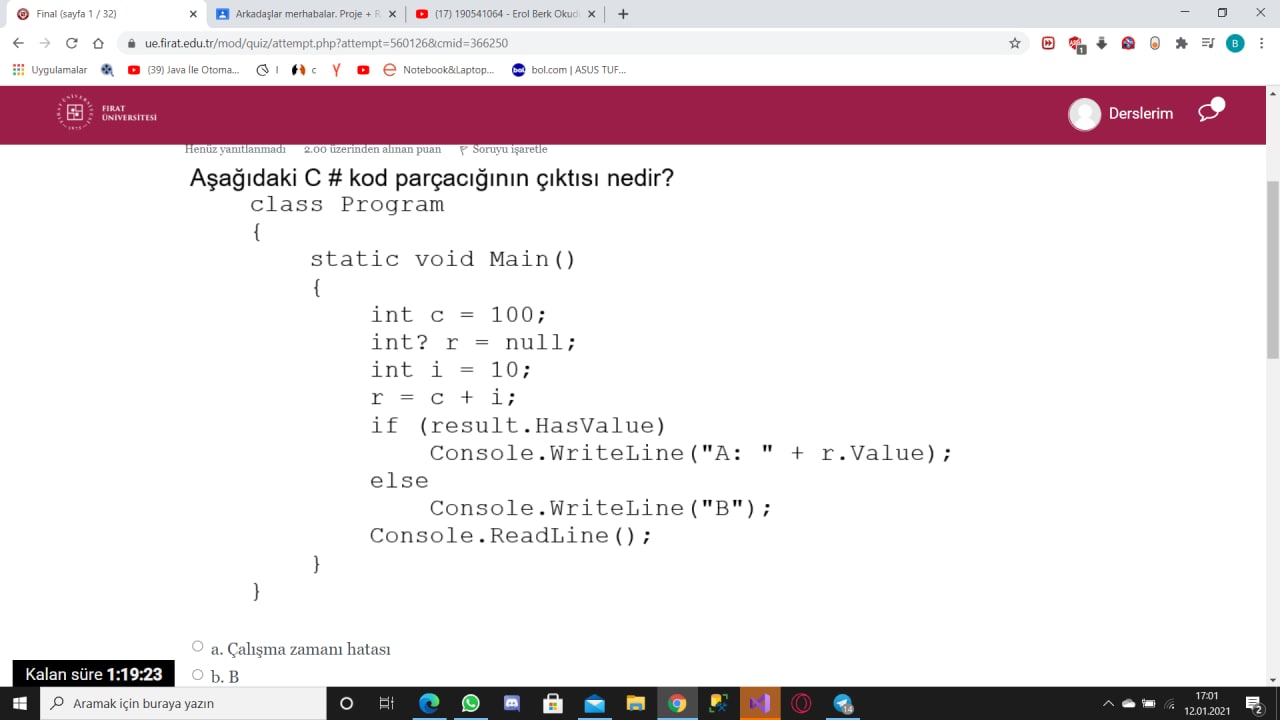 Final (sayfa 1 / 32)
Arkadaşlar merhabalar. Proje + R
(17) 190541064 - Erol Berk Okud
ue.firat.edu.tr/mod/quiz/attempt.php?attempt=560126&cmid=366250
1
B
Uygulamalar
(39) Java İle Otoma...
I
c
Notebook&Laptop...
bol.com | ASUS TUF...
FIRAT
ÜNİVERSİTESİ
Derslerim
Henüz yanıtlanmadı 2.00 üzerinden alınan puan Soruyu işaretle
Aşağıdaki C # kod parçacığının çıktısı nedir?
class Program
{
static void Main()
{
int c = 100;
int? r = null;
int i = 10;
r = c + i;
if (result.HasValue)
Console.WriteLine("A: " + r.Value);
else
Console.WriteLine("B");
Console.ReadLine();
}
}
a. Çalışma zamanı hatası
b. B
Kalan süre 1:19:23
Aramak için buraya yazın
14
17:01
12.01.2021
2